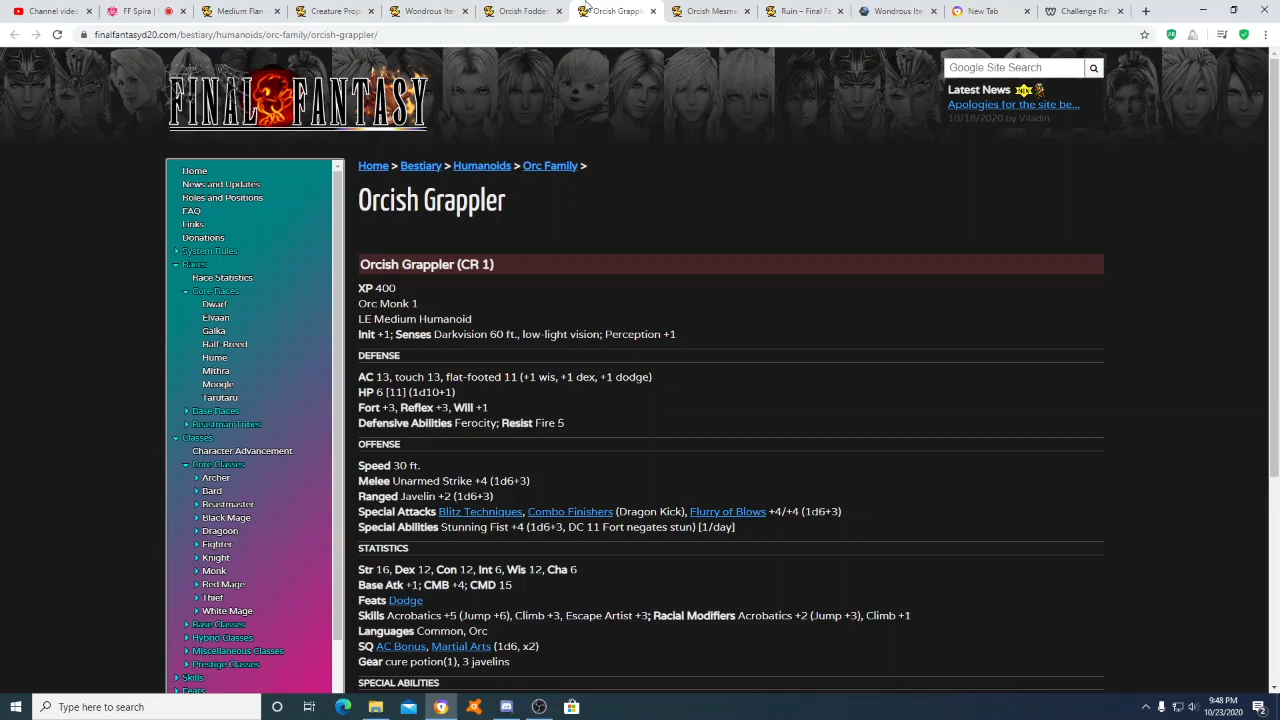 Channel video
FF Spira
Medium Plan
Creature Prop
Wondrous Ite
Orcish Fodder
Orcish Grapple
Orcish Mesm
Ruin – Final Fa
Wondrous Ite
New Tab
Challenge Rat
finalfantasyd20.com/bestiary/humanoids/orc-family/orcish-grappler/
FINAL FANTASY
Google Site Search
Latest News
Apologies for the site be...
10/18/2020 by Viladin
Home
News and Updates
Roles and Positions
FAQ
Links
Donations
System Rules
Races
Race Statistics
Core Races
Dwarf
Elvaan
Galka
Half-Breed
Hume
Mithra
Moogle
Tarutaru
Base Races
Beastman Tribes
Classes
Character Advancement
Core Classes
Archer
Bard
Beastmaster
Black Mage
Dragoon
Fighter
Knight
Monk
Red Mage
Thief
White Mage
Base Classes
Hybrid Classes
Miscellaneous Classes
Prestige Classes
Skills
Feats
Home > Bestiary > Humanoids > Orc Family >
Orcish Grappler
Orcish Grappler (CR 1)
XP 400
Orc Monk 1
LE Medium Humanoid
Init +1; Senses Darkvision 60 ft., low-light vision; Perception +1
DEFENSE
AC 13, touch 13, flat-footed 11 (+1 wis, +1 dex, +1 dodge)
HP 6 [11] (1d10+1)
Fort +3, Reflex +3, Will +1
Defensive Abilities Ferocity; Resist Fire 5
OFFENSE
Speed 30 ft.
Melee Unarmed Strike +4 (1d6+3)
Ranged Javelin +2 (1d6+3)
Special Attacks Blitz Techniques, Combo Finishers (Dragon Kick), Flurry of Blows +4/+4 (1d6+3)
Special Abilities Stunning Fist +4 (1d6+3, DC 11 Fort negates stun) [1/day]
STATISTICS
Str 16, Dex 12, Con 12, Int 6, Wis 12, Cha 6
Base Atk +1; CMB +4; CMD 15
Feats Dodge
Skills Acrobatics +5 (Jump +6), Climb +3, Escape Artist +3; Racial Modifiers Acrobatics +2 (Jump +3), Climb +1
Languages Common, Orc
SQ AC Bonus, Martial Arts (1d6, x2)
Gear cure potion(1), 3 javelins
SPECIAL ABILITIES
Type here to search
9:48 PM
10/23/2020
2